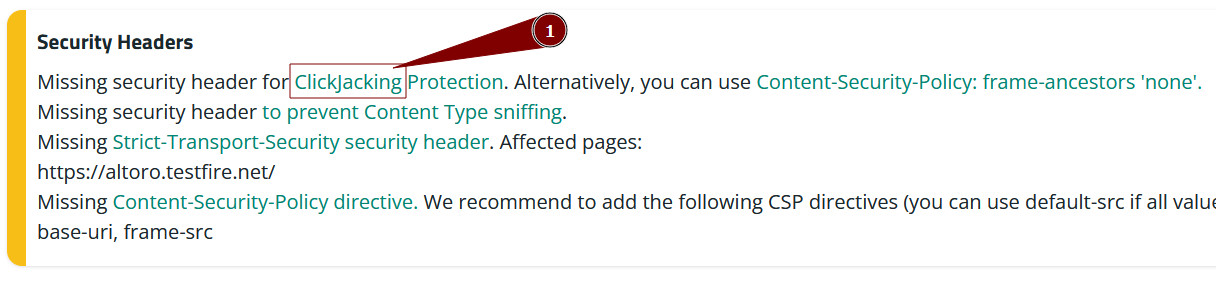 Security Headers
1
Missing security header for ClickJacking Protection. Alternatively, you can use Content-Security-Policy: frame-ancestors 'none'.
Missing security header to prevent Content Type sniffing.
Missing Strict-Transport-Security security header. Affected pages:
https://altoro.testfire.net/
Missing Content-Security-Policy directive. We recommend to add the following CSP directives (you can use default-src if all value
base-uri, frame-src